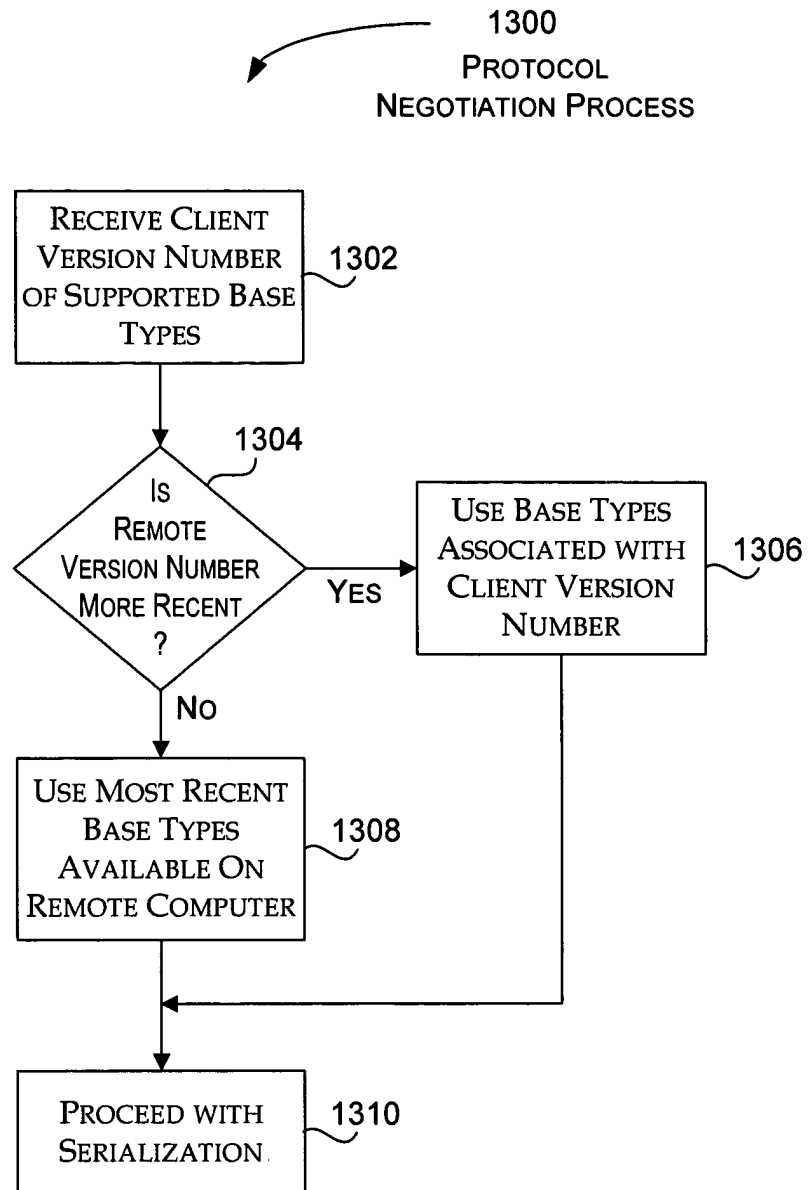 1300
PROTOCOL
NEGOTIATION PROCESS
RECEIVE CLIENT
VERSION NUMBER
OF SUPPORTED BASE
TYPES
1302
1304
IS
REMOTE
VERSION NUMBER
MORE RECENT
?
YES
USE BASE TYPES
ASSOCIATED WITH
CLIENT VERSION
NUMBER
1306
NO
USE MOST RECENT
BASE TYPES
AVAILABLE ON
REMOTE COMPUTER
1308
PROCEED WITH
SERIALIZATION
1310